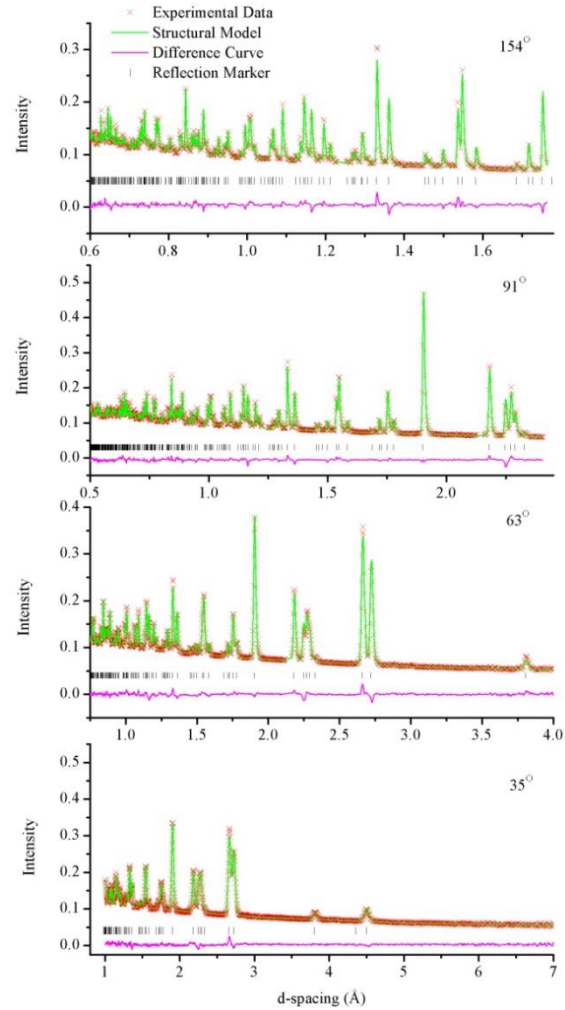 Experimental Data
Structural Model
Difference Curve
Reflection Marker
154°
Intensity
0.3
0.2
0.1
0.0
0.6 0.8 1.0 1.2 1.4 1.6
91°
Intensity
0.5
0.4
0.3
0.2
0.1
0.0
0.5 1.0 1.5 2.0
63°
Intensity
0.4
0.3
0.2
0.1
0.0
1.0 1.5 2.0 2.5 3.0 3.5 4.0
35°
Intensity
0.5
0.4
0.3
0.2
0.1
0.0
1 2 3 4 5 6 7
d-spacing (Å)